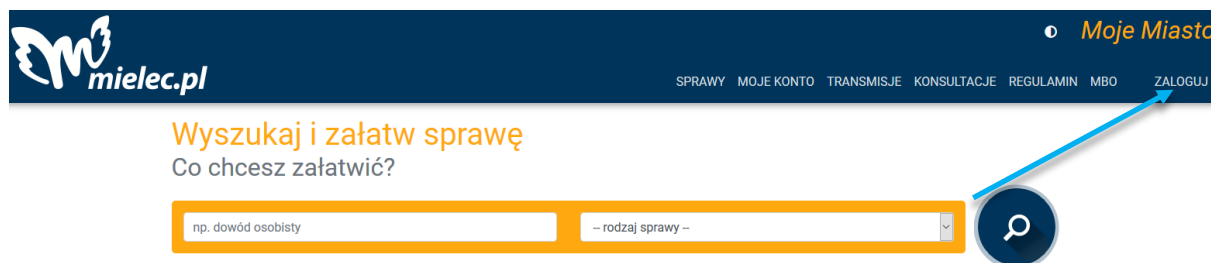 Moje Miasto
mielec.pl
SPRAWY MOJE KONTO TRANSMISJE KONSULTACJE REGULAMIN MBO ZALOGUJ
Wyszukaj i załatw sprawę
Co chcesz załatwić?
np. dowód osobisty
-- rodzaj sprawy --